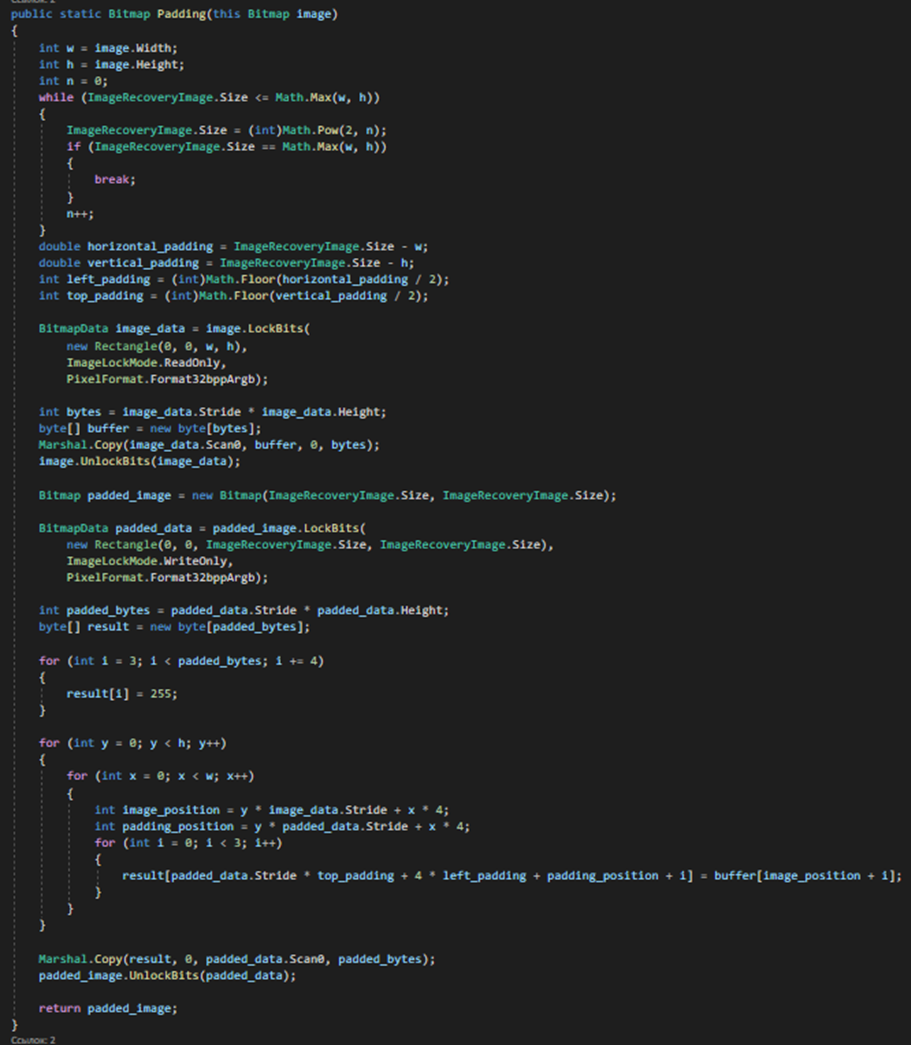 Ссылок: 2
public static Bitmap Padding(this Bitmap image)
{
    int w = image.Width;
    int h = image.Height;
    int n = 0;
    while (ImageRecoveryImage.Size <= Math.Max(w, h))
    {
        ImageRecoveryImage.Size = (int)Math.Pow(2, n);
        if (ImageRecoveryImage.Size == Math.Max(w, h))
        {
            break;
        }
        n++;
    }
    double horizontal_padding = ImageRecoveryImage.Size - w;
    double vertical_padding = ImageRecoveryImage.Size - h;
    int left_padding = (int)Math.Floor(horizontal_padding / 2);
    int top_padding = (int)Math.Floor(vertical_padding / 2);

    BitmapData image_data = image.LockBits(
        new Rectangle(0, 0, w, h),
        ImageLockMode.ReadOnly,
        PixelFormat.Format32bppArgb);

    int bytes = image_data.Stride * image_data.Height;
    byte[] buffer = new byte[bytes];
    Marshal.Copy(image_data.Scan0, buffer, 0, bytes);
    image.UnlockBits(image_data);

    Bitmap padded_image = new Bitmap(ImageRecoveryImage.Size, ImageRecoveryImage.Size);

    BitmapData padded_data = padded_image.LockBits(
        new Rectangle(0, 0, ImageRecoveryImage.Size, ImageRecoveryImage.Size),
        ImageLockMode.WriteOnly,
        PixelFormat.Format32bppArgb);

    int padded_bytes = padded_data.Stride * padded_data.Height;
    byte[] result = new byte[padded_bytes];

    for (int i = 3; i < padded_bytes; i += 4)
    {
        result[i] = 255;
    }

    for (int y = 0; y < h; y++)
    {
        for (int x = 0; x < w; x++)
        {
            int image_position = y * image_data.Stride + x * 4;
            int padding_position = y * padded_data.Stride + x * 4;
            for (int i = 0; i < 3; i++)
            {
                result[padded_data.Stride * top_padding + 4 * left_padding + padding_position + i] = buffer[image_position + i];
            }
        }
    }

    Marshal.Copy(result, 0, padded_data.Scan0, padded_bytes);
    padded_image.UnlockBits(padded_data);

    return padded_image;
}
Ссылок: 2